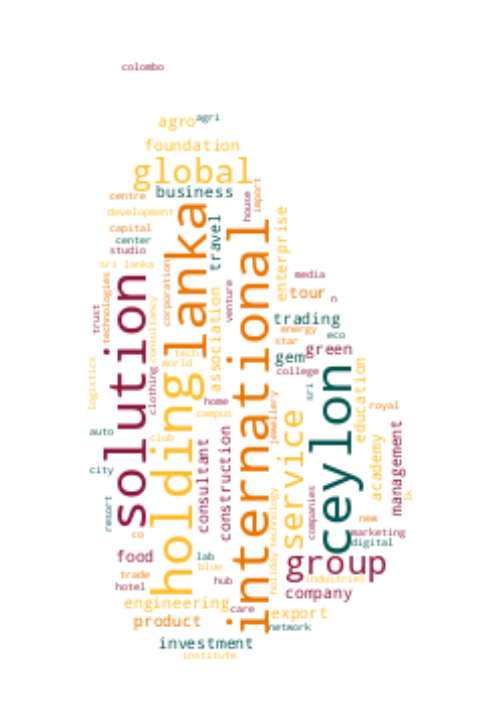 colombo
agro
agri
foundation
global
business
centre
development
capital
center
studio
sri lanka
house
import
travel
lanka
international
enterprise
media
tour
n
trading
energy
eco
star
gem
green
college
sri
trust
technologies
solution
consultancy
corporation
tech
world
holding
association
venture
clothing
home
campus
jewellery
ceylon
education
royal
logistics
auto
city
club
consultant
construction
service
academy
management
lk
resort
co
food
trade
hotel
lab
blue
hub
technology
holiday
companies
new
marketing
digital
group
industries
company
engineering
care
export
product
network
investment
institute